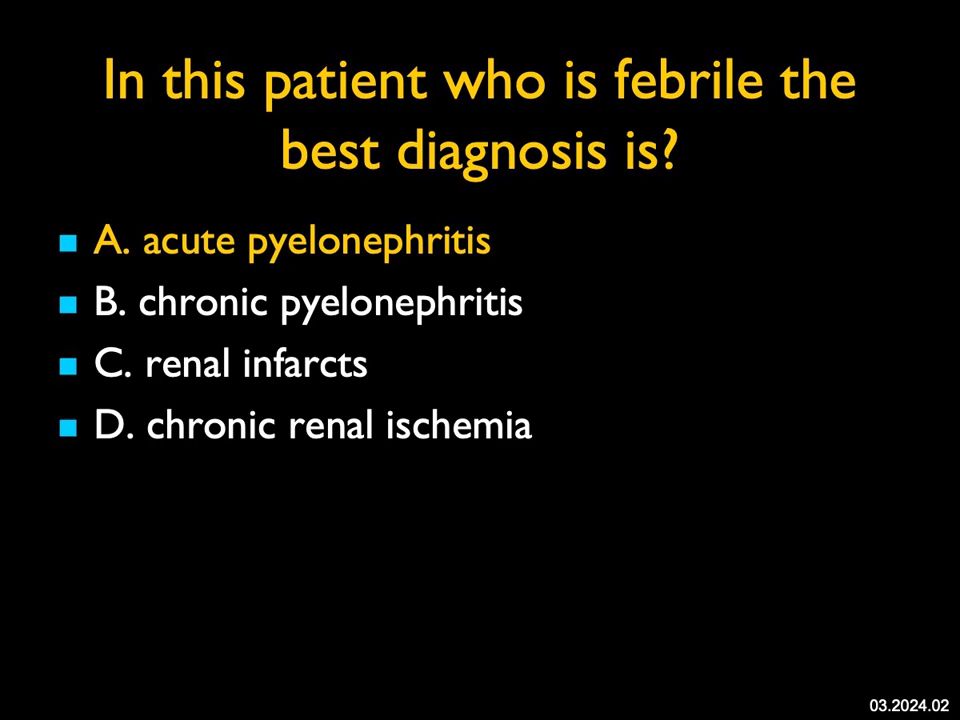 In this patient who is febrile the
best diagnosis is?
A. acute pyelonephritis
B. chronic pyelonephritis
C. renal infarcts
D. chronic renal ischemia
03.2024.02